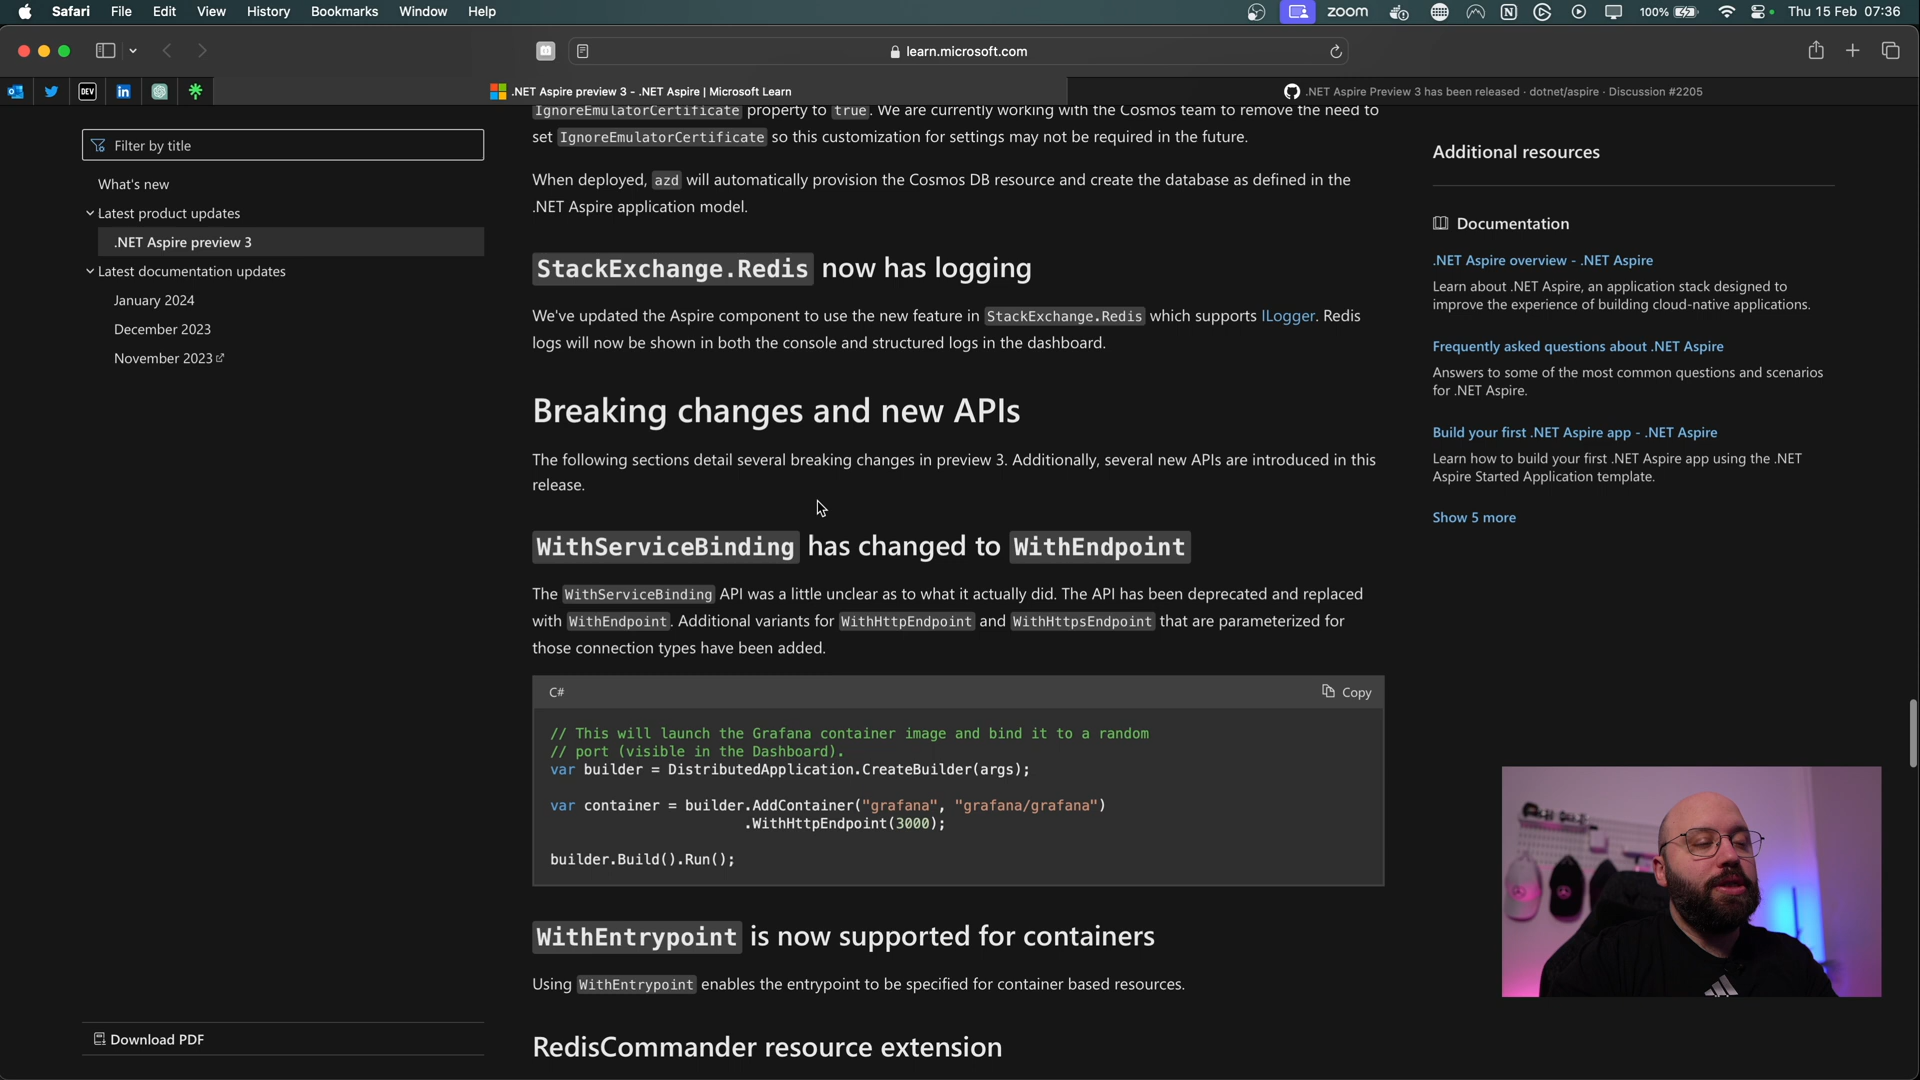 Safari File Edit View History Bookmarks Window Help zoom 100% Thu 15 Feb 07:36
learn.microsoft.com
DEV in .NET Aspire preview 3 - .NET Aspire | Microsoft Learn .NET Aspire Preview 3 has been released · dotnet/aspire · Discussion #2205
Filter by title
What's new
Latest product updates
.NET Aspire preview 3
Latest documentation updates
January 2024
December 2023
November 2023
Download PDF
IgnoreEmulatorCertificate property to true. We are currently working with the Cosmos team to remove the need to
set IgnoreEmulatorCertificate so this customization for settings may not be required in the future.
When deployed, azd will automatically provision the Cosmos DB resource and create the database as defined in the
.NET Aspire application model.
StackExchange.Redis now has logging
We've updated the Aspire component to use the new feature in StackExchange.Redis which supports ILogger. Redis
logs will now be shown in both the console and structured logs in the dashboard.
Breaking changes and new APIs
The following sections detail several breaking changes in preview 3. Additionally, several new APIs are introduced in this
release.
WithServiceBinding has changed to WithEndpoint
The WithServiceBinding API was a little unclear as to what it actually did. The API has been deprecated and replaced
with WithEndpoint. Additional variants for WithHttpEndpoint and WithHttpsEndpoint that are parameterized for
those connection types have been added.
C# Copy
// This will launch the Grafana container image and bind it to a random
// port (visible in the Dashboard).
var builder = DistributedApplication.CreateBuilder(args);
var container = builder.AddContainer("grafana", "grafana/grafana")
.WithHttpEndpoint(3000);
builder.Build().Run();
WithEntrypoint is now supported for containers
Using WithEntrypoint enables the entrypoint to be specified for container based resources.
RedisCommander resource extension
Additional resources
Documentation
.NET Aspire overview - .NET Aspire
Learn about .NET Aspire, an application stack designed to
improve the experience of building cloud-native applications.
Frequently asked questions about .NET Aspire
Answers to some of the most common questions and scenarios
for .NET Aspire.
Build your first .NET Aspire app - .NET Aspire
Learn how to build your first .NET Aspire app using the .NET
Aspire Started Application template.
Show 5 more